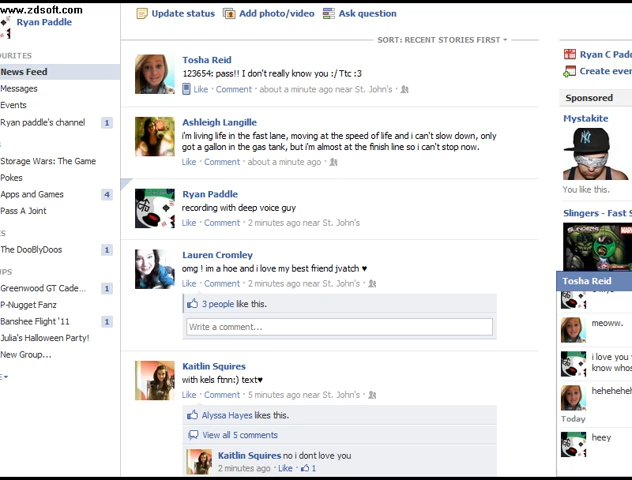 www.zdsoft.com
Ryan Paddle
Update status Add photo/video Ask question
SORT: RECENT STORIES FIRST
OURITES
News Feed
Messages
Events
Ryan paddle's channel 1
S
Storage Wars: The Game
Pokes
Apps and Games 4
Pass A Joint
ES
The DooBlyDoos 1
UPS
Greenwood GT Cade... 1
P-Nugget Fanz
Banshee Flight '11 1
Julia's Halloween Party!
New Group...
E
Tosha Reid
123654: pass!! I don't really know you :/ Ttc :3
Like · Comment · about a minute ago near St. John's
Ashleigh Langille
i'm living life in the fast lane, moving at the speed of life and i can't slow down, only
got a gallon in the gas tank, but i'm almost at the finish line so i can't stop now.
Like · Comment · about a minute ago
Ryan Paddle
recording with deep voice guy
Like · Comment · 2 minutes ago near St. John's
Lauren Cromley
omg ! im a hoe and i love my best friend jvatch ♥
Like · Comment · 2 minutes ago near St. John's
3 people like this.
Write a comment...
Kaitlin Squires
with kels ftnn:) text♥
Like · Comment · 5 minutes ago near St. John's
Alyssa Hayes likes this.
View all 5 comments
Kaitlin Squires no i dont love you
2 minutes ago · Like · 1
Ryan C Paddl
Create even
Sponsored
Mystakite
You like this.
Slingers - Fast S
Tosha Reid
meoww.
i love you
know whos
heheheheh
Today
heey